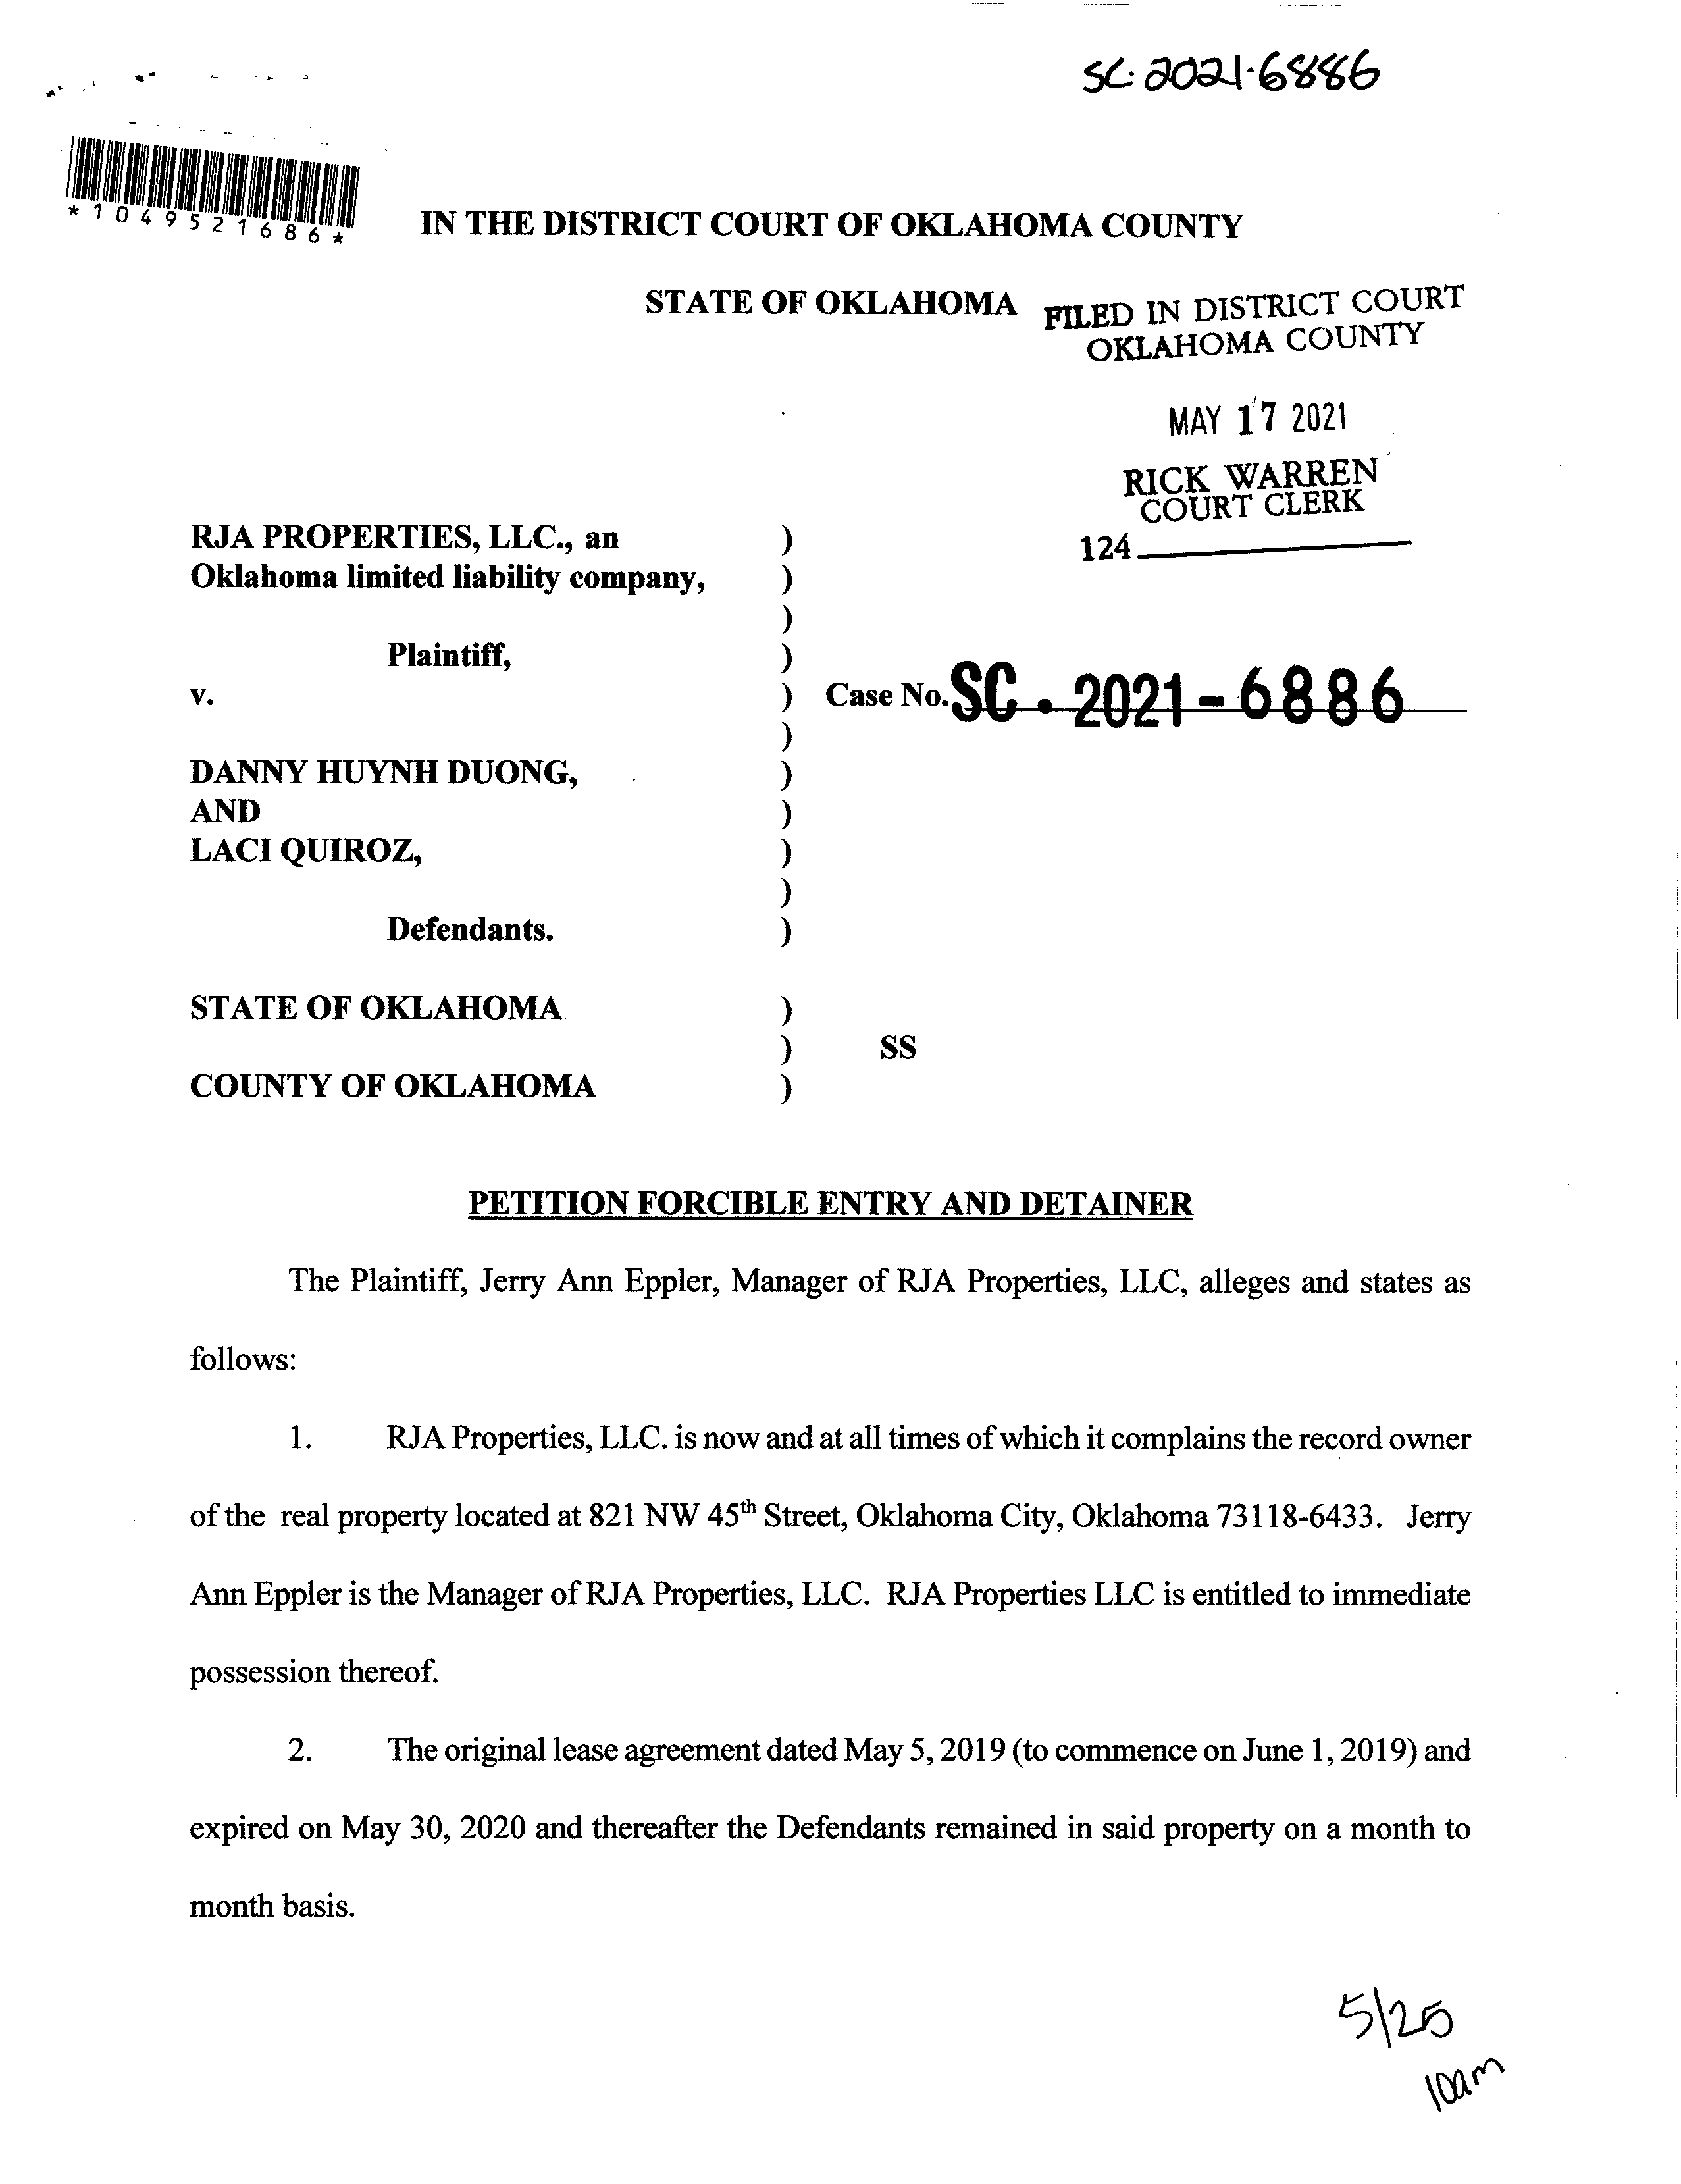 SC-2021-6886
*1049521686*
IN THE DISTRICT COURT OF OKLAHOMA COUNTY
STATE OF OKLAHOMA
FILED IN DISTRICT COURT
OKLAHOMA COUNTY
MAY 17 2021
RICK WARREN
COURT CLERK
124
RJA PROPERTIES, LLC., an )
Oklahoma limited liability company, )
)
Plaintiff, )
v. ) Case No. SC - 2021 - 6886
)
DANNY HUYNH DUONG, )
AND )
LACI QUIROZ, )
)
Defendants. )
STATE OF OKLAHOMA )
) SS
COUNTY OF OKLAHOMA )
PETITION FORCIBLE ENTRY AND DETAINER
The Plaintiff, Jerry Ann Eppler, Manager of RJA Properties, LLC, alleges and states as
follows:
1. RJA Properties, LLC. is now and at all times of which it complains the record owner
of the real property located at 821 NW 45th Street, Oklahoma City, Oklahoma 73118-6433. Jerry
Ann Eppler is the Manager of RJA Properties, LLC. RJA Properties LLC is entitled to immediate
possession thereof.
2. The original lease agreement dated May 5, 2019 (to commence on June 1, 2019) and
expired on May 30, 2020 and thereafter the Defendants remained in said property on a month to
month basis.
5/25
10am